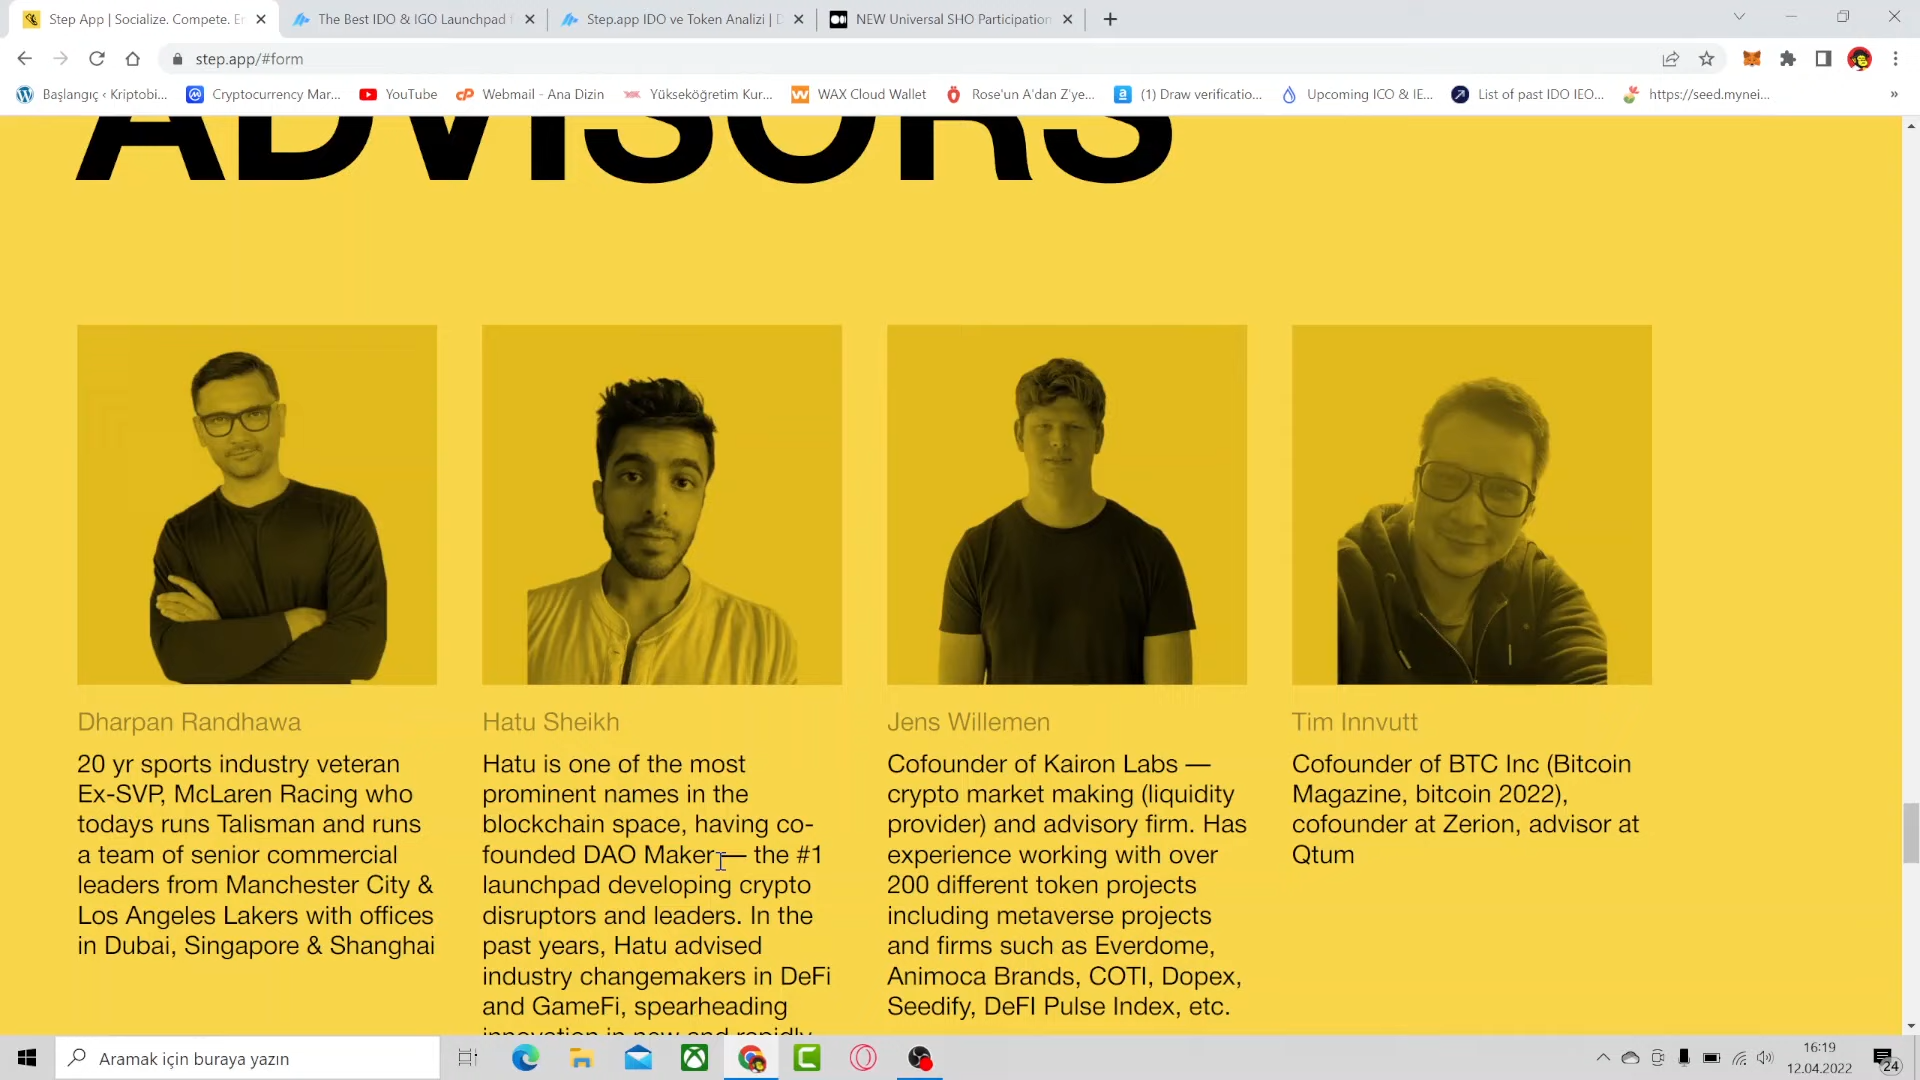 Step App | Socialize. Compete. Er
The Best IDO & IGO Launchpad f
Step.app IDO ve Token Analizi | D
NEW Universal SHO Participation
step.app/#form
Başlangıç ‹ Kriptobi...
Cryptocurrency Mar...
YouTube
Webmail - Ana Dizin
Yükseköğretim Kur...
WAX Cloud Wallet
Rose'un A'dan Z'ye...
(1) Draw verificatio...
Upcoming ICO & IE...
List of past IDO IEO...
https://seed.mynei...
»
ADVISORS
Dharpan Randhawa
20 yr sports industry veteran
Ex-SVP, McLaren Racing who
todays runs Talisman and runs
a team of senior commercial
leaders from Manchester City &
Los Angeles Lakers with offices
in Dubai, Singapore & Shanghai
Hatu Sheikh
Hatu is one of the most
prominent names in the
blockchain space, having co-
founded DAO Maker — the #1
launchpad developing crypto
disruptors and leaders. In the
past years, Hatu advised
industry changemakers in DeFi
and GameFi, spearheading
innovation in new and rapidly
Jens Willemen
Cofounder of Kairon Labs —
crypto market making (liquidity
provider) and advisory firm. Has
experience working with over
200 different token projects
including metaverse projects
and firms such as Everdome,
Animoca Brands, COTI, Dopex,
Seedify, DeFI Pulse Index, etc.
Tim Innvutt
Cofounder of BTC Inc (Bitcoin
Magazine, bitcoin 2022),
cofounder at Zerion, advisor at
Qtum
Aramak için buraya yazın
16:19
12.04.2022
24